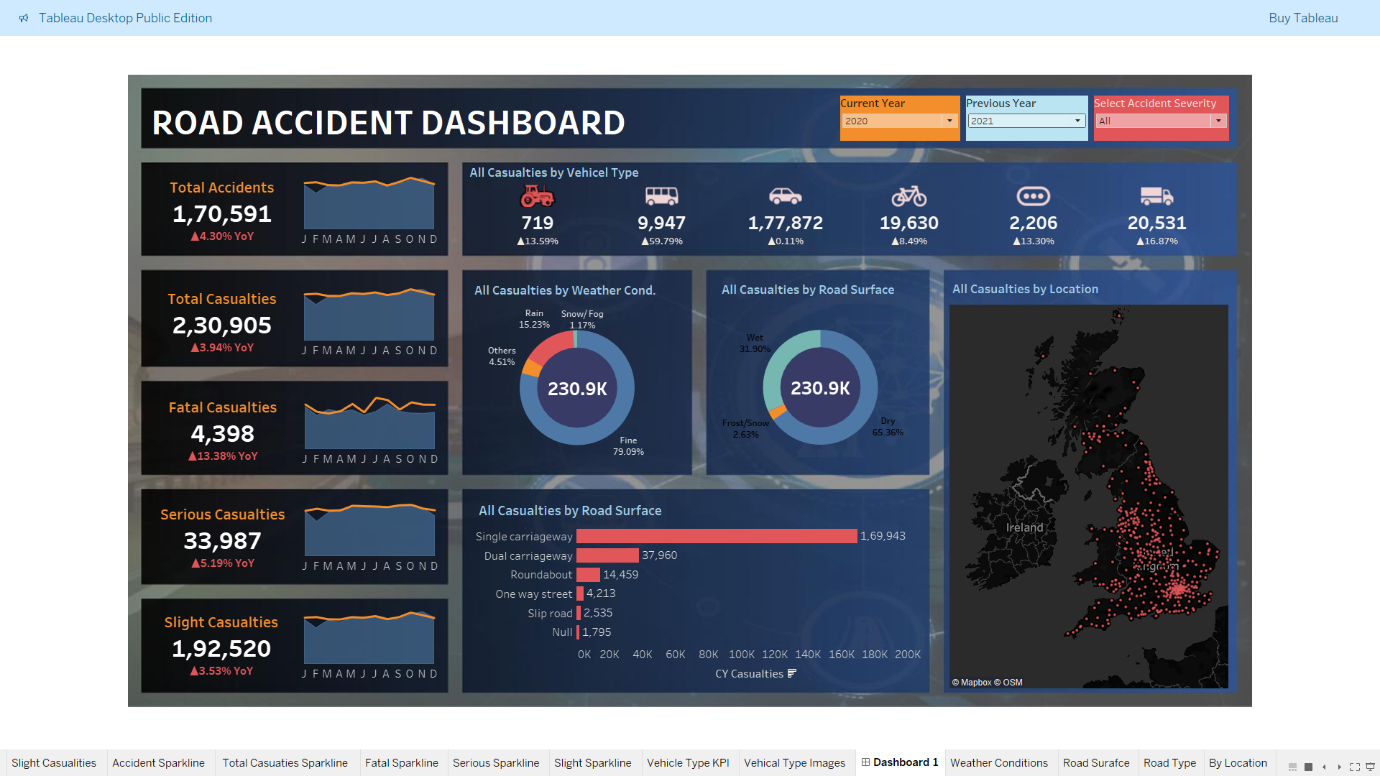 Tableau Desktop Public Edition
Buy Tableau
ROAD ACCIDENT DASHBOARD
Current Year
2020
Previous Year
2021
Select Accident Severity
All
Total Accidents
1,70,591
▲4.30% YoY
J F M A M J J A S O N D
All Casualties by Vehicel Type
719
▲13.59%
9,947
▲59.79%
1,77,872
▲0.11%
19,630
▲8.49%
2,206
▲13.30%
20,531
▲16.87%
Total Casualties
2,30,905
▲3.94% YoY
J F M A M J J A S O N D
Fatal Casualties
4,398
▲13.38% YoY
J F M A M J J A S O N D
Serious Casualties
33,987
▲5.19% YoY
J F M A M J J A S O N D
Slight Casualties
1,92,520
▲3.53% YoY
J F M A M J J A S O N D
All Casualties by Weather Cond.
Rain
15.23%
Snow/Fog
1.17%
Others
4.51%
230.9K
Fine
79.09%
All Casualties by Road Surface
Wet
31.90%
230.9K
Frost/Snow
2.63%
Dry
65.36%
All Casualties by Location
Ireland
© Mapbox © OSM
All Casualties by Road Surface
Single carriageway 1,69,943
Dual carriageway 37,960
Roundabout 14,459
One way street 4,213
Slip road 2,535
Null 1,795
0K 20K 40K 60K 80K 100K 120K 140K 160K 180K 200K
CY Casualties
Slight Casualities
Accident Sparkline
Total Casuaties Sparkline
Fatal Sparkline
Serious Sparkline
Slight Sparkline
Vehicle Type KPI
Vehical Type Images
Dashboard 1
Weather Conditions
Road Surafce
Road Type
By Location